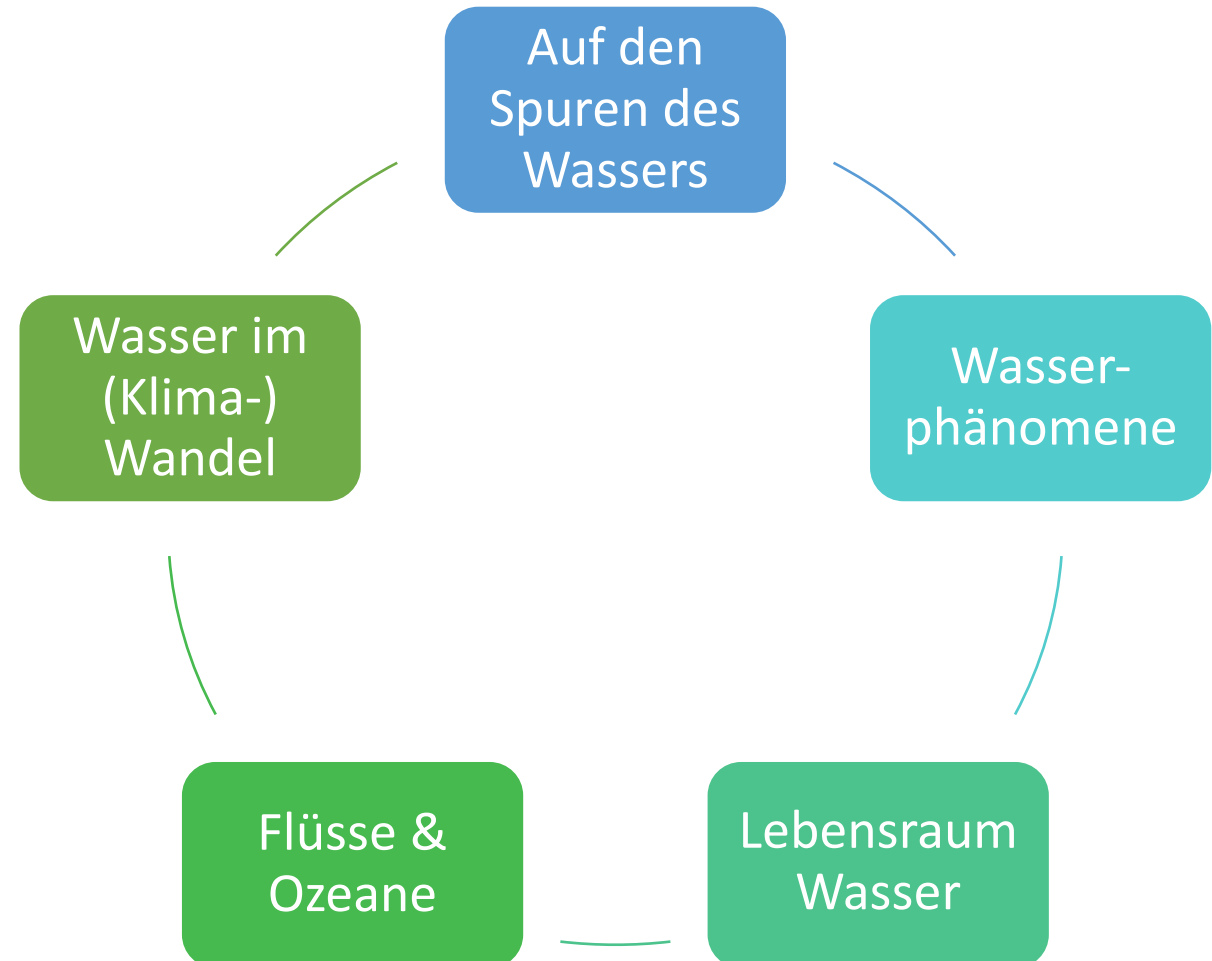 Auf den
Spuren des
Wassers
Wasser-
phänomene
Lebensraum
Wasser
Flüsse &
Ozeane
Wasser im
(Klima-)
Wandel